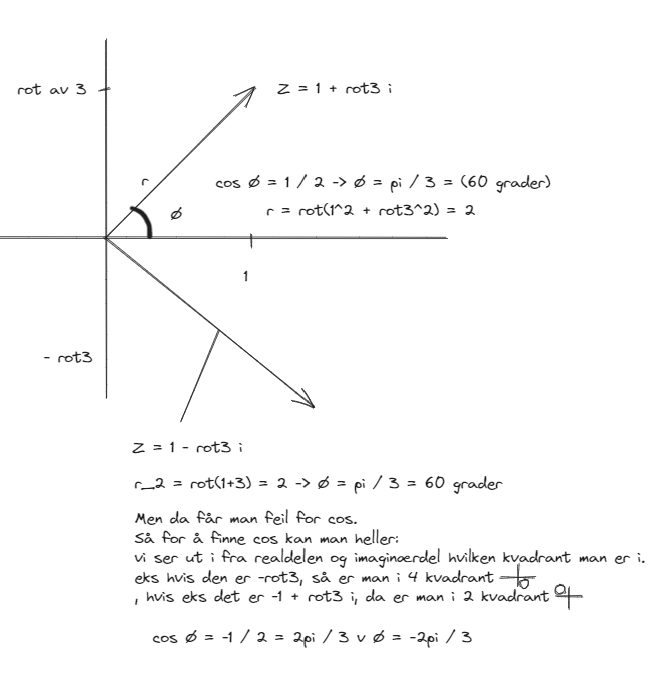 rot av 3
Z = 1 + rot3 i
r
cos ø = 1 / 2 -> ø = pi / 3 = (60 grader)
ø
r = rot(1^2 + rot3^2) = 2
1
- rot3
Z = 1 - rot3 i
r_2 = rot(1+3) = 2 -> ø = pi / 3 = 60 grader
Men da får man feil for cos.
Så for å finne cos kan man heller:
vi ser ut i fra realdelen og imaginærdel hvilken kvadrant man er i.
eks hvis den er -rot3, så er man i 4 kvadrant
, hvis eks det er -1 + rot3 i, da er man i 2 kvadrant
cos ø = -1 / 2 = 2pi / 3 v ø = -2pi / 3